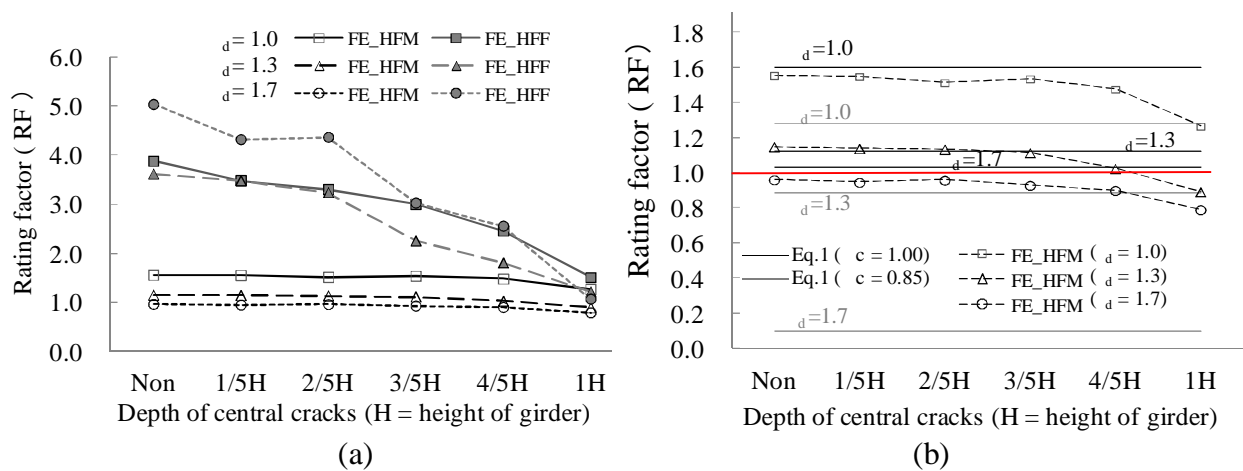 d = 1.0 FE_HFM FE_HFF
d = 1.3 FE_HFM FE_HFF
d = 1.7 FE_HFM FE_HFF
6.0
5.0
4.0
3.0
2.0
1.0
0.0
Rating factor ( RF )
Non 1/5H 2/5H 3/5H 4/5H 1H
Depth of central cracks (H = height of girder)
(a)
1.8
1.6
1.4
1.2
1.0
0.8
0.6
0.4
0.2
0.0
Rating factor ( RF )
d =1.0
d =1.0
d =1.3
d =1.7
d =1.3
Eq.1 ( c = 1.00) FE_HFM ( d = 1.0)
Eq.1 ( c = 0.85) FE_HFM ( d = 1.3)
FE_HFM ( d = 1.7)
d =1.7
Non 1/5H 2/5H 3/5H 4/5H 1H
Depth of central cracks (H = height of girder)
(b)